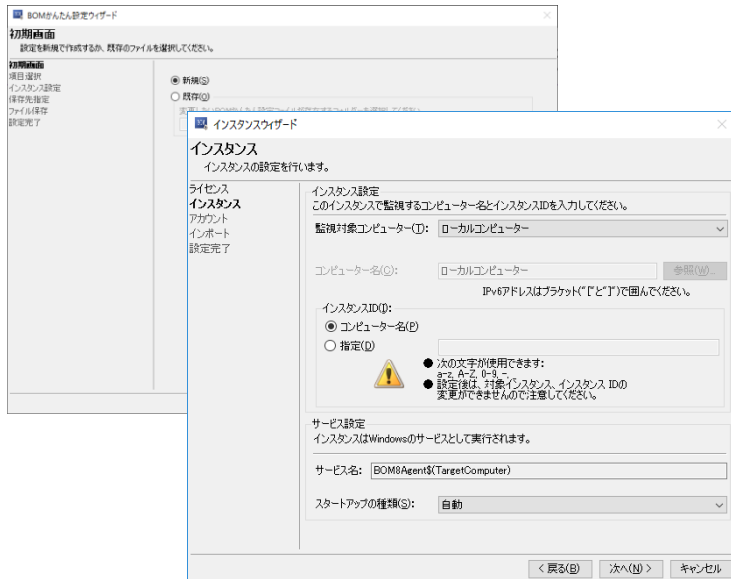 BOMかんたん設定ウィザード
初期画面
設定を新規で作成するか、既存のファイルを選択してください。
初期画面
項目選択
インスタンス設定
保存先指定
ファイル保存
設定完了
新規(S)
既存(O)
インスタンスウィザード
インスタンス
インスタンスの設定を行います。
ライセンス
インスタンス
アカウント
インポート
設定完了
インスタンス設定
このインスタンスで監視するコンピューター名とインスタンスIDを入力してください。
監視対象コンピューター(T): ローカルコンピューター
コンピューター名(C): ローカルコンピューター 参照(W)...
IPv6アドレスはブラケット("["と"]")で囲んでください。
インスタンスID(I):
コンピューター名(P)
指定(D)
● 次の文字が使用できます:
a-z, A-Z, 0-9, -, _
● 設定後は、対象インスタンス、インスタンス IDの
変更ができませんので注意してください。
サービス設定
インスタンスはWindowsのサービスとして実行されます。
サービス名: BOM8Agent$(TargetComputer)
スタートアップの種類(S): 自動
< 戻る(B) 次へ(N) > キャンセル